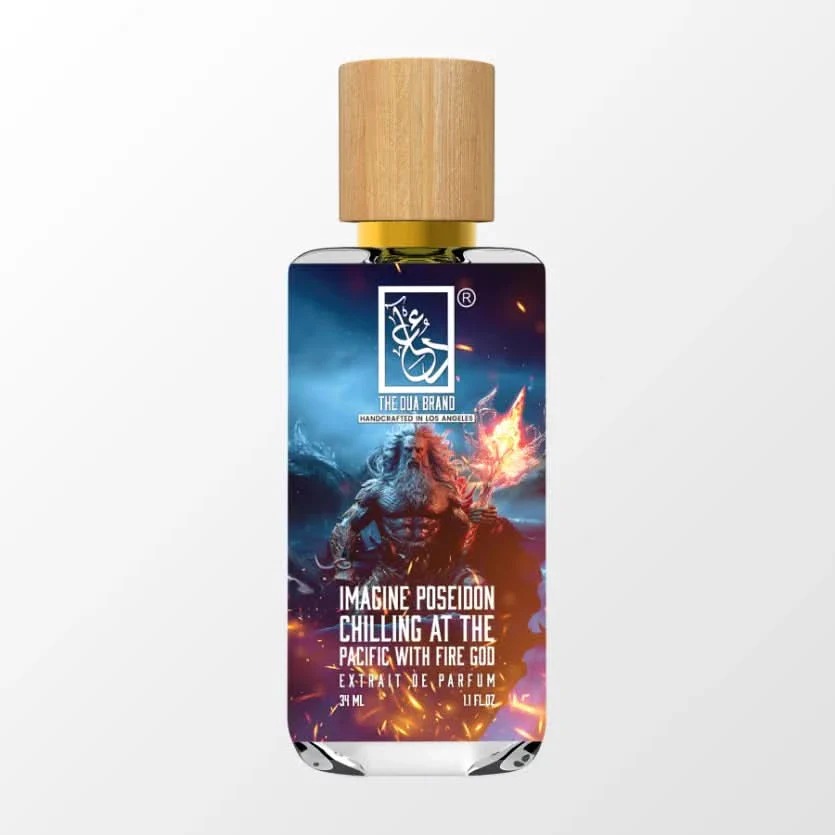 دعاء
®
THE DUA BRAND
HANDCRAFTED IN LOS ANGELES
IMAGINE POSEIDON
CHILLING AT THE
PACIFIC WITH FIRE GOD
EXTRAIT DE PARFUM
34 ML 1.1 FL.OZ